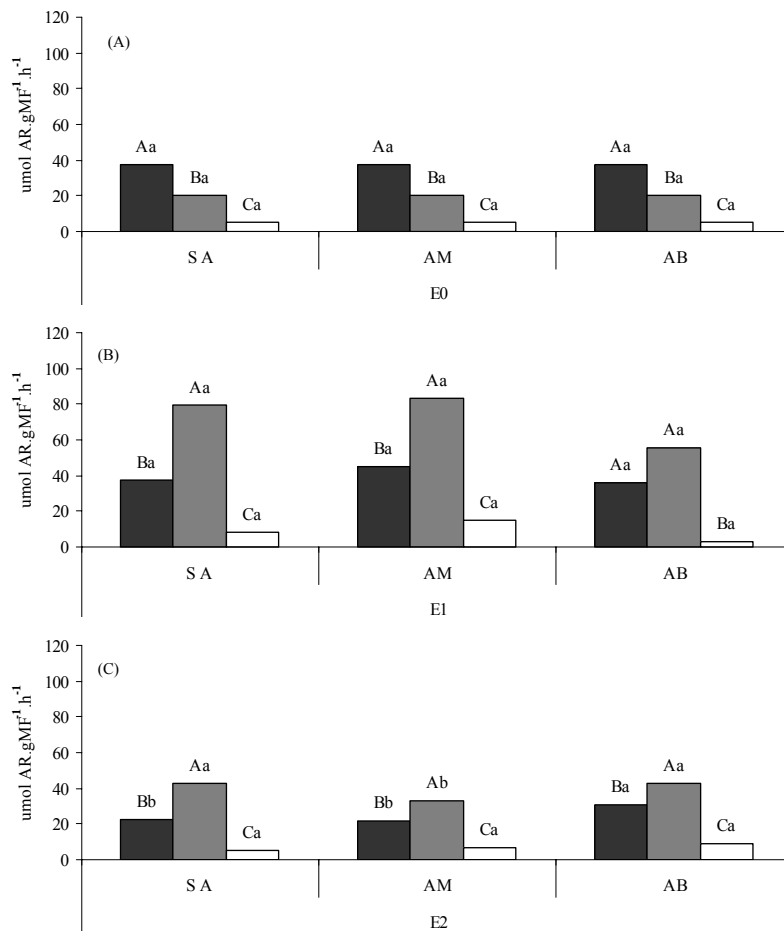 (A)
umol AR.gMF-1.h-1
120
100
80
60
40
20
0
Aa Ba Ca Aa Ba Ca Aa Ba Ca
S A AM AB
E0
(B)
umol AR.gMF-1.h-1
120
100
80
60
40
20
0
Ba Aa Ca Ba Aa Ca Aa Aa Ba
S A AM AB
E1
(C)
umol AR.gMF-1.h-1
120
100
80
60
40
20
0
Bb Aa Ca Bb Ab Ca Ba Aa Ca
S A AM AB
E2